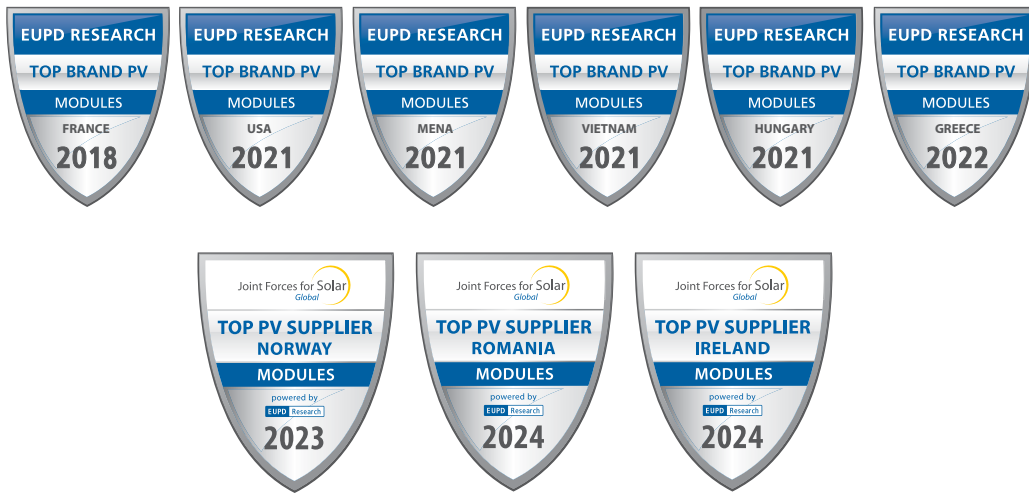 EUPD RESEARCH
TOP BRAND PV
MODULES
FRANCE
2018
EUPD RESEARCH
TOP BRAND PV
MODULES
USA
2021
EUPD RESEARCH
TOP BRAND PV
MODULES
MENA
2021
EUPD RESEARCH
TOP BRAND PV
MODULES
VIETNAM
2021
EUPD RESEARCH
TOP BRAND PV
MODULES
HUNGARY
2021
EUPD RESEARCH
TOP BRAND PV
MODULES
GREECE
2022
Joint Forces for Solar
Global
TOP PV SUPPLIER
NORWAY
MODULES
powered by
EUPD Research
2023
Joint Forces for Solar
Global
TOP PV SUPPLIER
ROMANIA
MODULES
powered by
EUPD Research
2024
Joint Forces for Solar
Global
TOP PV SUPPLIER
IRELAND
MODULES
powered by
EUPD Research
2024